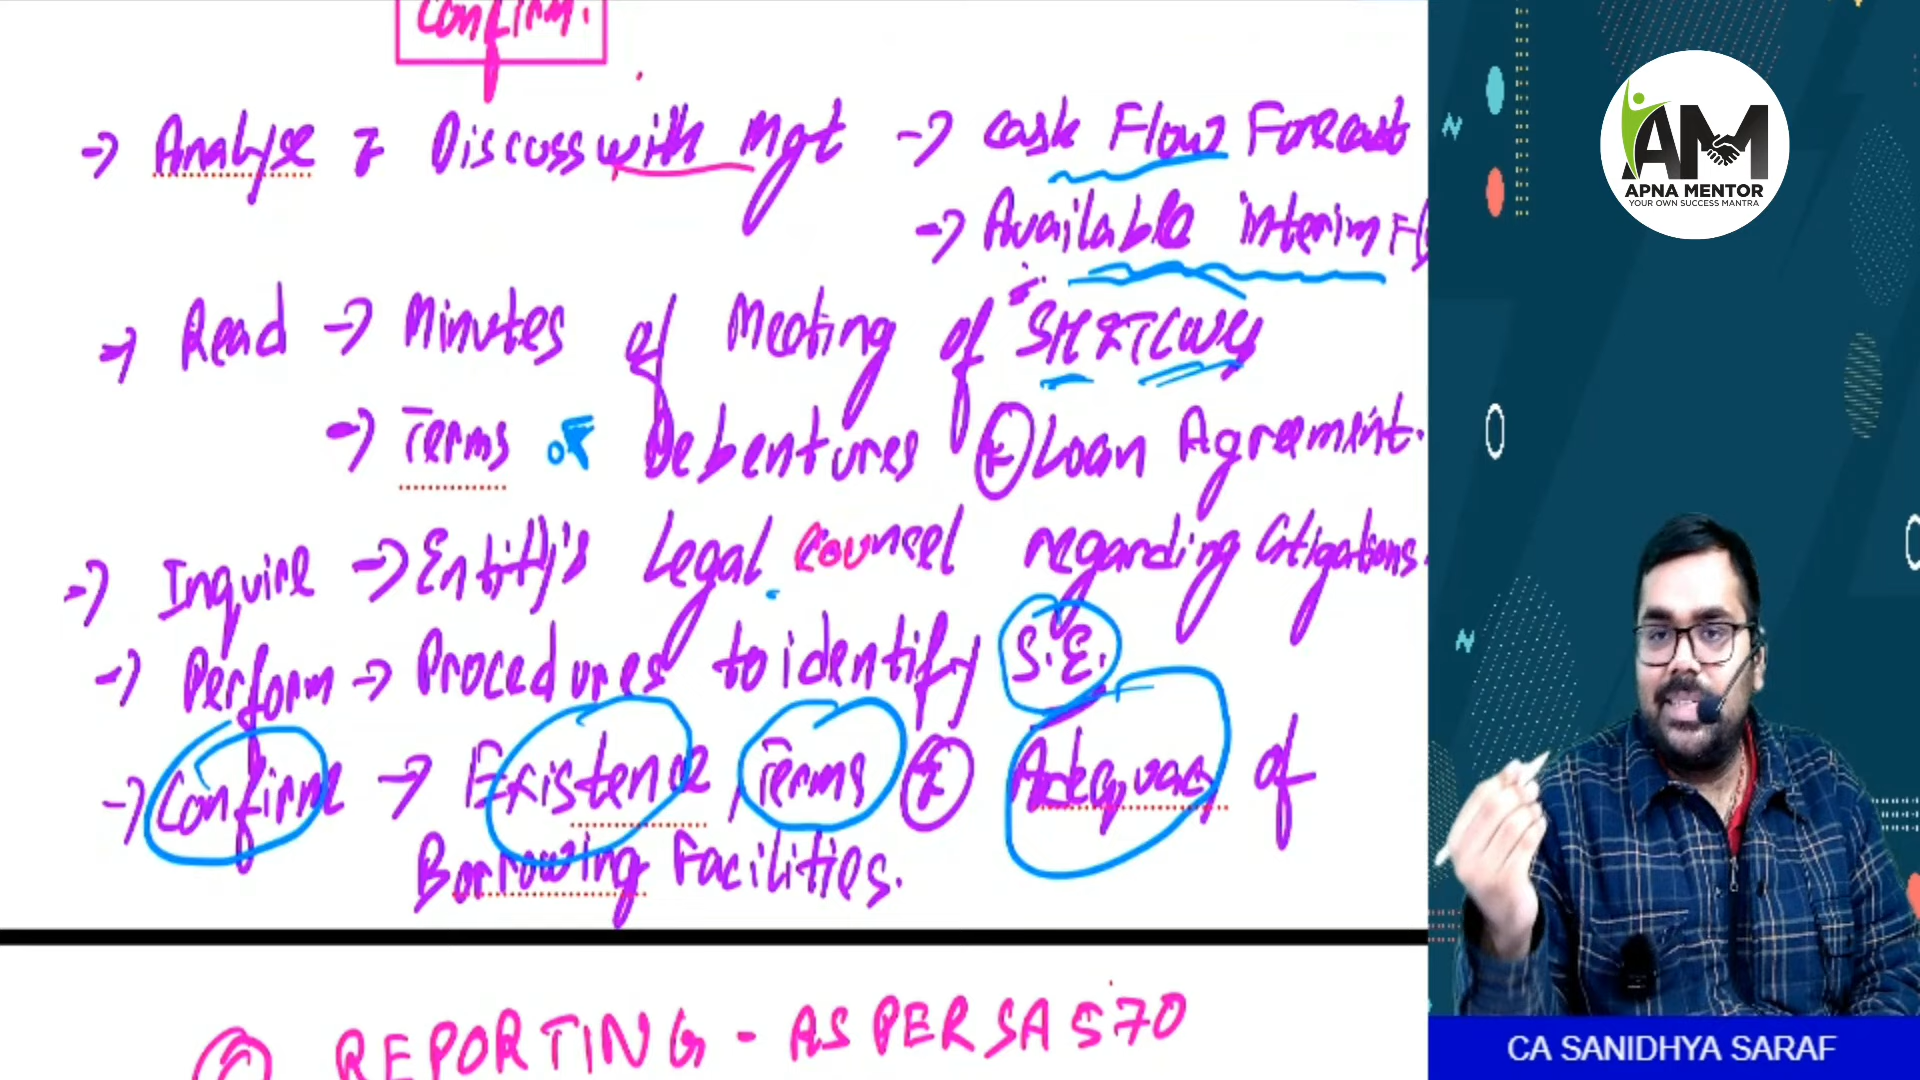 Confirm.
→ Analyse & Discuss with Mgt → Cash Flow Forecast
→ Available interim
→ Read → Minutes of Meeting of
→ Terms of Debentures & Loan Agreement.
→ Inquire → Entity's Legal Counsel regarding litigations.
→ Perform → Procedures to identify S.E.
→ Confirm → Existence, Terms & Adequacy of
Borrowing Facilities.
REPORTING - AS PER SA 570
AM
APNA MENTOR
YOUR OWN SUCCESS MANTRA
CA SANIDHYA SARAF